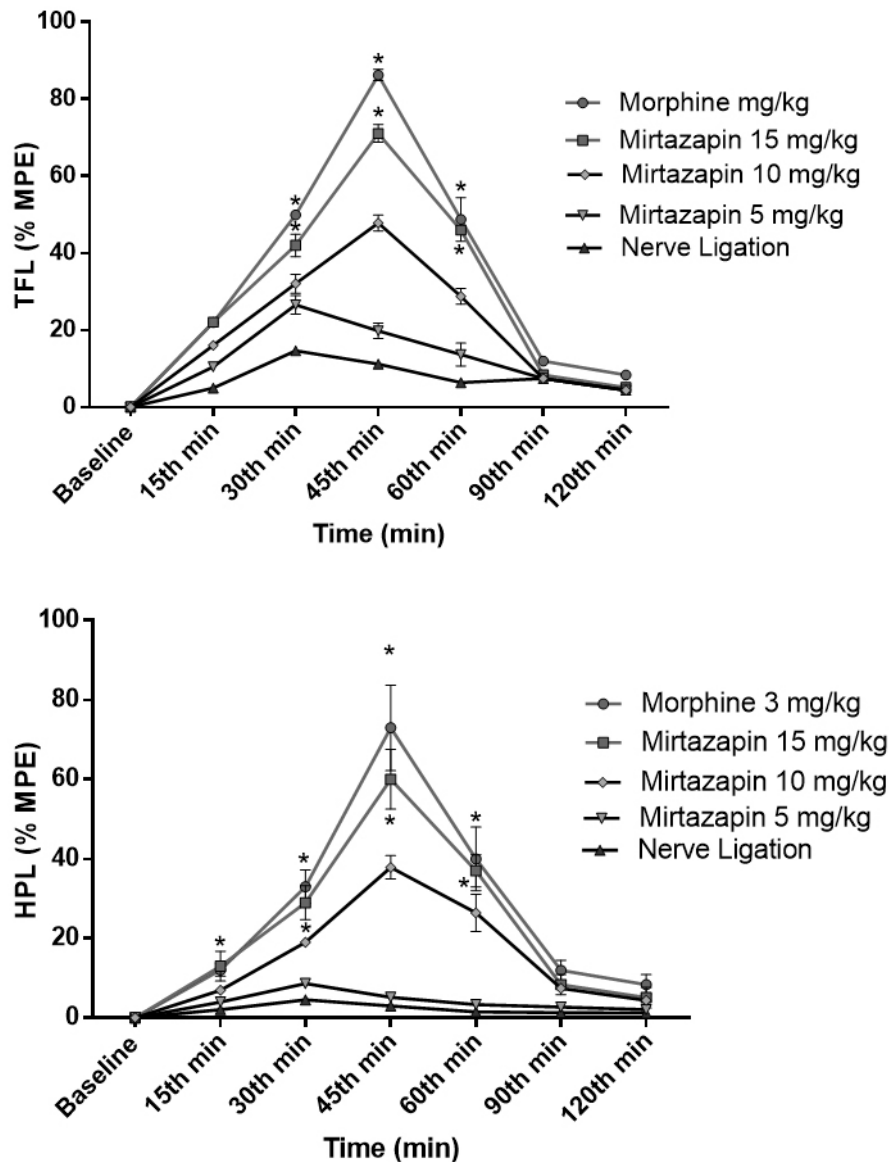 100
80
60
40
20
0
TFL (% MPE)
*
*
*
*
*
*
Morphine mg/kg
Mirtazapin 15 mg/kg
Mirtazapin 10 mg/kg
Mirtazapin 5 mg/kg
Nerve Ligation
Baseline
15th min
30th min
45th min
60th min
90th min
120th min
Time (min)
100
80
60
40
20
0
HPL (% MPE)
*
*
*
*
*
*
*
Morphine 3 mg/kg
Mirtazapin 15 mg/kg
Mirtazapin 10 mg/kg
Mirtazapin 5 mg/kg
Nerve Ligation
Baseline
15th min
30th min
45th min
60th min
90th min
120th min
Time (min)